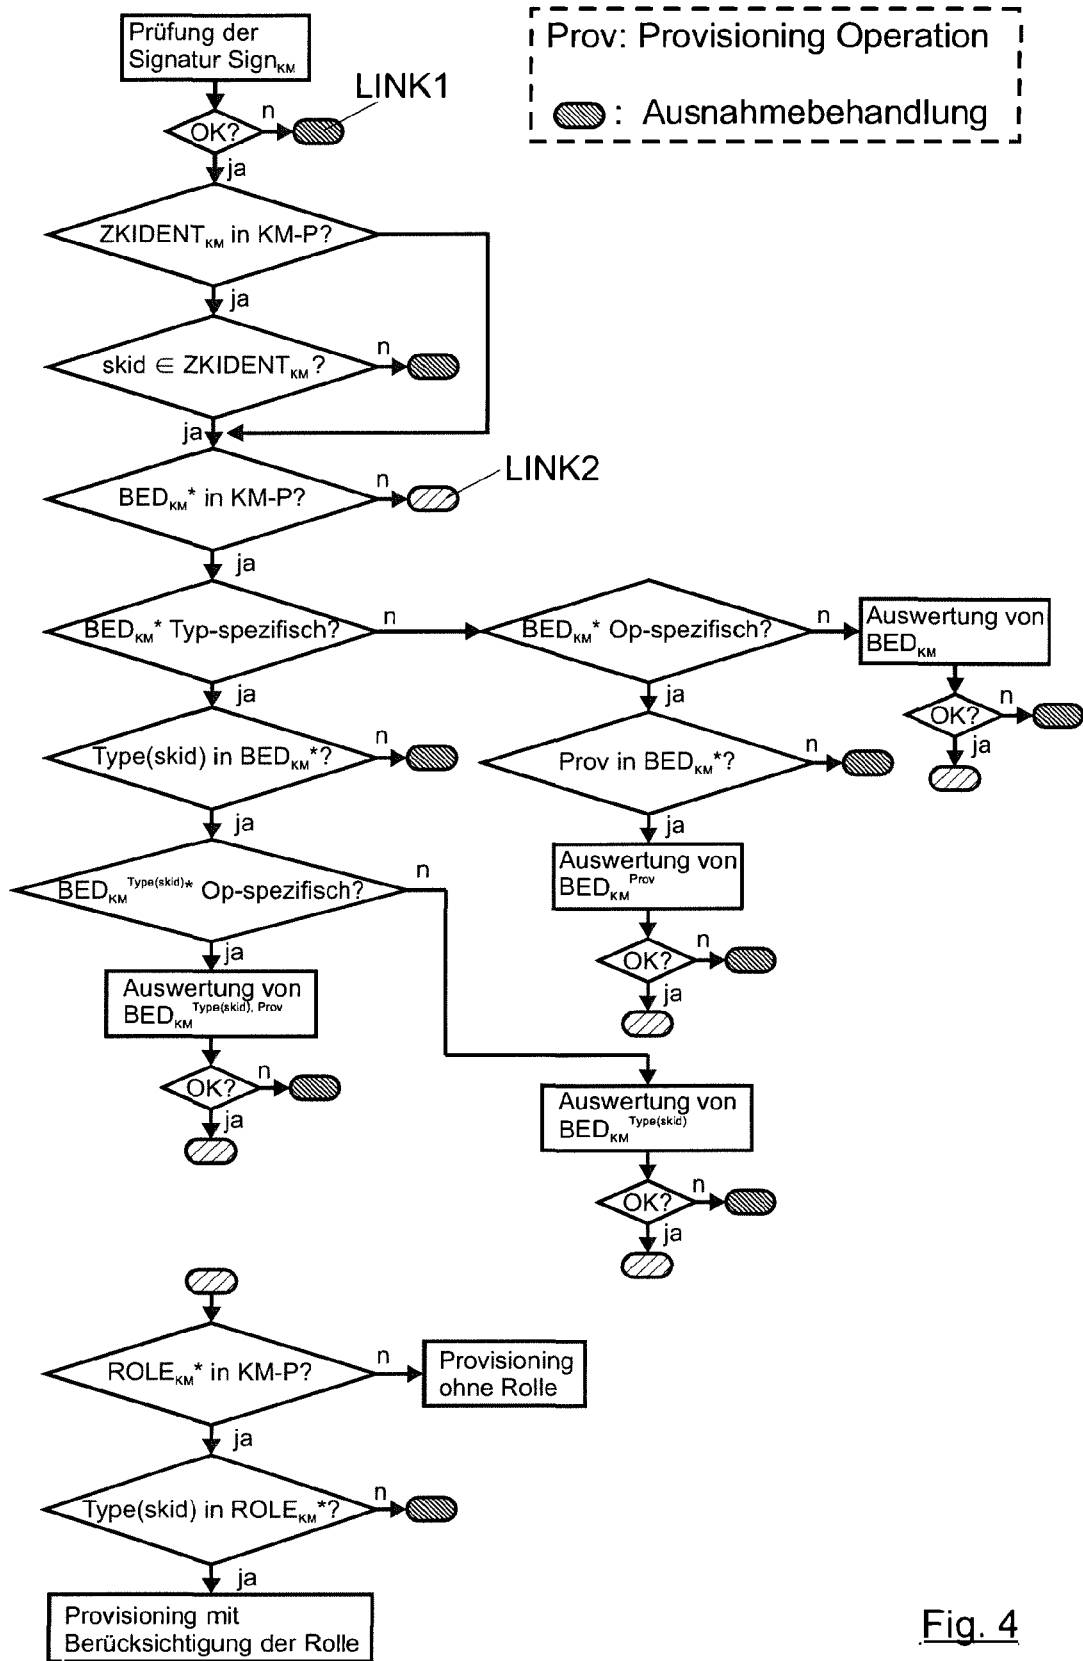 Prüfung der
Signatur Sign_KM
Prov: Provisioning Operation
: Ausnahmebehandlung
LINK1
OK?
n
ja
ZKIDENT_KM in KM-P?
ja
skid ∈ ZKIDENT_KM?
n
ja
BED_KM* in KM-P?
n
LINK2
ja
BED_KM* Typ-spezifisch?
n
BED_KM* Op-spezifisch?
n
Auswertung von
BED_KM
ja
ja
OK?
n
ja
Type(skid) in BED_KM*?
n
Prov in BED_KM*?
n
ja
ja
BED_KM^Type(skid)* Op-spezifisch?
n
Auswertung von
BED_KM^Prov
ja
OK?
n
ja
Auswertung von
BED_KM^Type(skid), Prov
OK?
n
ja
Auswertung von
BED_KM^Type(skid)
OK?
n
ja
ROLE_KM* in KM-P?
n
Provisioning
ohne Rolle
ja
Type(skid) in ROLE_KM*?
n
ja
Provisioning mit
Berücksichtigung der Rolle
Fig. 4